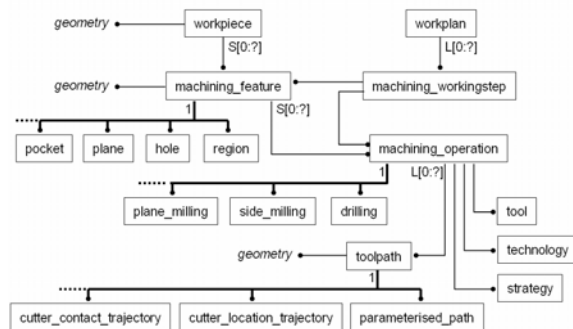 geometry
workpiece
workplan
S[0:?]
L[0:?]
geometry
machining_feature
machining_workingstep
1
S[0:?]
pocket
plane
hole
region
machining_operation
1
L[0:?]
plane_milling
side_milling
drilling
tool
geometry
toolpath
technology
1
strategy
cutter_contact_trajectory
cutter_location_trajectory
parameterised_path